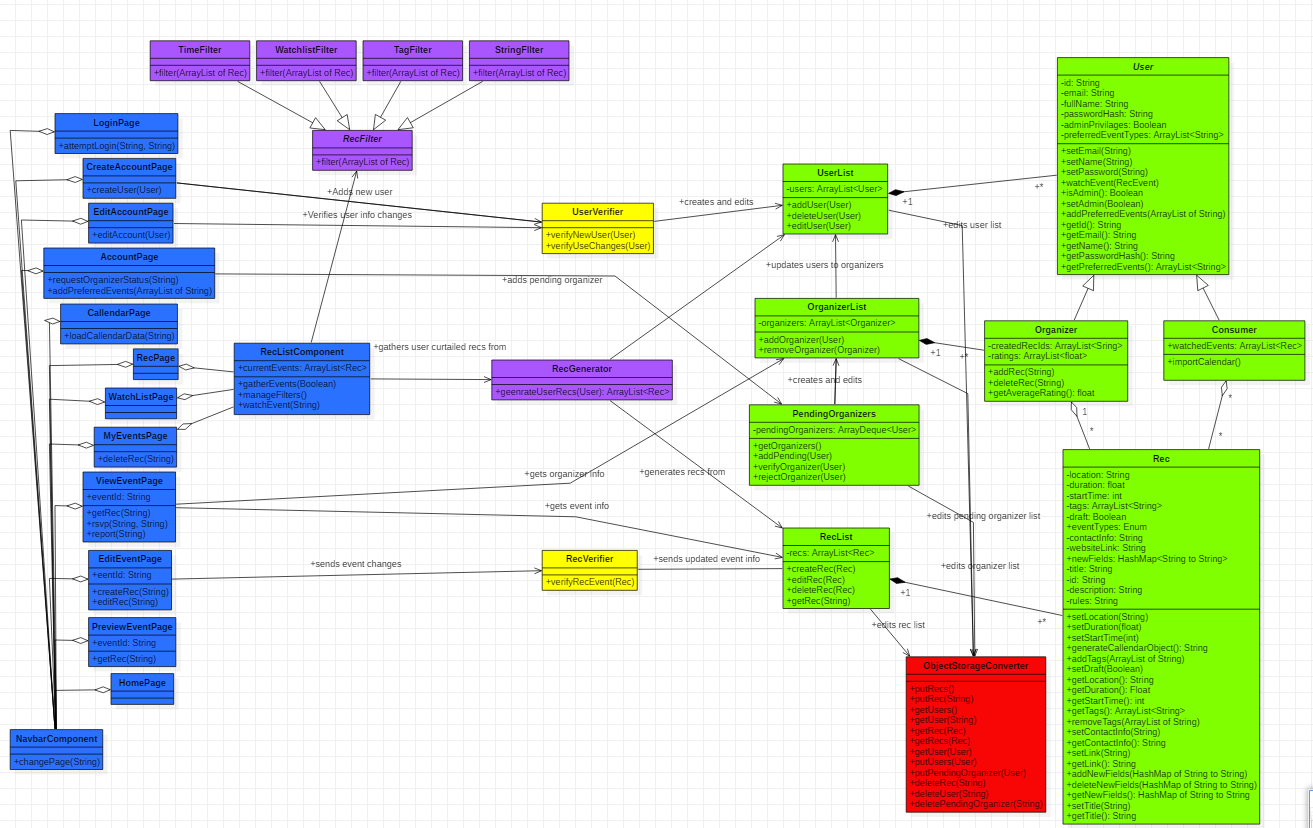 TimeFilter
+filter(ArrayList of Rec)
WatchlistFilter
+filter(ArrayList of Rec)
TagFilter
+filter(ArrayList of Rec)
StringFIlter
+filter(ArrayList of Rec)
RecFilter
+filter(ArrayList of Rec)
LoginPage
+attemptLogin(String, String)
CreateAccountPage
+createUser(User)
EditAccountPage
+editAccount(User)
AccountPage
+requestOrganizerStatus(String)
+addPreferredEvents(ArrayList of String)
CallendarPage
+loadCallendarData(String)
RecPage
WatchListPage
MyEventsPage
+deleteRec(String)
ViewEventPage
+eventId: String
+getRec(String)
+rsvp(String, String)
+report(String)
EditEventPage
+eentId: String
+createRec(String)
+editRec(String)
PreviewEventPage
+eventId: String
+getRec(String)
HomePage
NavbarComponent
+changePage(String)
RecListComponent
+currentEvents: ArrayList<Rec>
+gatherEvents(Boolean)
+manageFilters()
+watchEvent(String)
+Adds new user
+Verifies user info changes
+gathers user curtailed recs from
UserVerifier
+verifyNewUser(User)
+verifyUseChanges(User)
+creates and edits
+adds pending organizer
RecGenerator
+geenrateUserRecs(User): ArrayList<Rec>
+gets organizer info
+generates recs from
+gets event info
+sends event changes
RecVerifier
+verifyRecEvent(Rec)
+sends updated event info
UserList
-users: ArrayList<User>
+addUser(User)
+deleteUser(User)
+editUser(User)
+1
+*
+edits user list
+updates users to organizers
OrganizerList
-organizers: ArrayList<Organizer>
+addOrganizer(User)
+removeOrganizer(Organizer)
+1
+*
+creates and edits
PendingOrganizers
-pendingOrganizers: ArrayDeque<User>
+getOrganizers()
+addPending(User)
+verifyOrganizer(User)
+rejectOrganizer(User)
+edits pending organizer list
RecList
-recs: ArrayList<Rec>
+createRec(Rec)
+editRec(Rec)
+deleteRec(Rec)
+getRec(String)
+edits organizer list
+1
+*
+edits rec list
ObjectStorageConverter
+putRecs()
+putRec(String)
+getUsers()
+getUser(String)
+getRec(Rec)
+getRecs(Rec)
+getUser(User)
+putUsers(User)
+putPendingOrganizer(User)
+deleteRec(String)
+deleteUser(String)
+deletePendingOrganizer(String)
User
-id: String
-email: String
-fullName: String
-passwordHash: String
-adminPrivilages: Boolean
-preferredEventTypes: ArrayList<String>
+setEmail(String)
+setName(String)
+setPassword(String)
+watchEvent(RecEvent)
+isAdmin(): Boolean
+setAdmin(Boolean)
+addPreferredEvents(ArrayList of String)
+getId(): String
+getEmail(): String
+getName(): String
+getPasswordHash(): String
+getPreferredEvents(): ArrayList<String>
Organizer
-createdRecIds: ArrayList<Sring>
-ratings: ArrayList<float>
+addRec(String)
+deleteRec(String)
+getAverageRating(): float
1
*
Consumer
+watchedEvents: ArrayList<Rec>
+importCalendar()
*
*
Rec
-location: String
-duration: float
-startTime: int
-tags: ArrayList<String>
-draft: Boolean
+eventTypes: Enum
-contactInfo: String
-websiteLink: String
+newFields: HashMap<String to String>
-title: String
-id: String
-description: String
-rules: String
+setLocation(String)
+setDuration(float)
+setStartTime(int)
+generateCallendarObject(): String
+addTags(ArrayList of String)
+setDraft(Boolean)
+getLocation(): String
+getDuration(): Float
+getStartTime(): int
+getTags(): ArrayList<String>
+removeTags(ArrayList of String)
+setContactInfo(String)
+getContactInfo(): String
+setLink(String)
+getLink(): String
+addNewFields(HashMap of String to String)
+deleteNewFields(HashMap of String to String)
+getNewFields(): HashMap of String to String
+setTitle(String)
+getTitle(): String